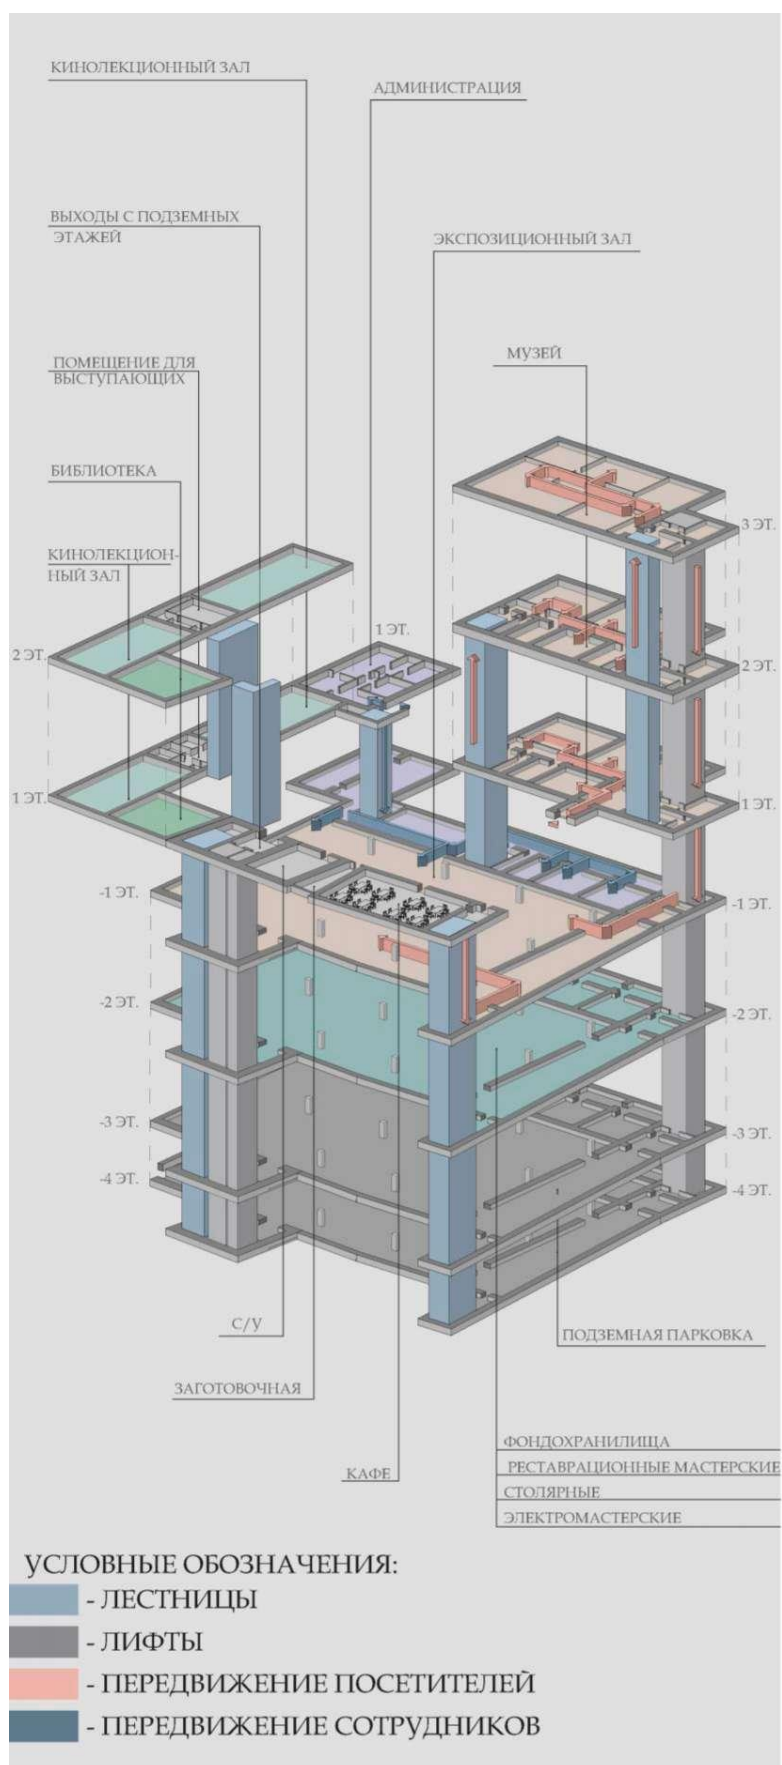 КИНОЛЕКЦИОННЫЙ ЗАЛ
АДМИНИСТРАЦИЯ
ВЫХОДЫ С ПОДЗЕМНЫХ
ЭТАЖЕЙ
ЭКСПОЗИЦИОННЫЙ ЗАЛ
МУЗЕЙ
ПОМЕЩЕНИЕ ДЛЯ
ВЫСТУПАЮЩИХ
БИБЛИОТЕКА
КИНОЛЕКЦИОН-
НЫЙ ЗАЛ
3 ЭТ.
1 ЭТ.
2 ЭТ.
2 ЭТ.
1 ЭТ.
1 ЭТ.
-1 ЭТ.
-1 ЭТ.
-2 ЭТ.
-2 ЭТ.
-3 ЭТ.
-3 ЭТ.
-4 ЭТ.
-4 ЭТ.
С/У
ПОДЗЕМНАЯ ПАРКОВКА
ЗАГОТОВОЧНАЯ
КАФЕ
ФОНДОХРАНИЛИЩА
РЕСТАВРАЦИОННЫЕ МАСТЕРСКИЕ
СТОЛЯРНЫЕ
ЭЛЕКТРОМАСТЕРСКИЕ
УСЛОВНЫЕ ОБОЗНАЧЕНИЯ:
- ЛЕСТНИЦЫ
- ЛИФТЫ
- ПЕРЕДВИЖЕНИЕ ПОСЕТИТЕЛЕЙ
- ПЕРЕДВИЖЕНИЕ СОТРУДНИКОВ